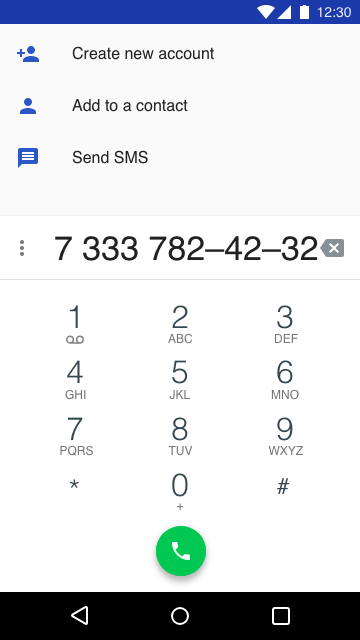 12:30
Create new account
Add to a contact
Send SMS
7 333 782–42–32
1 2 3
ABC DEF
4 5 6
GHI JKL MNO
7 8 9
PQRS TUV WXYZ
* 0 #
+